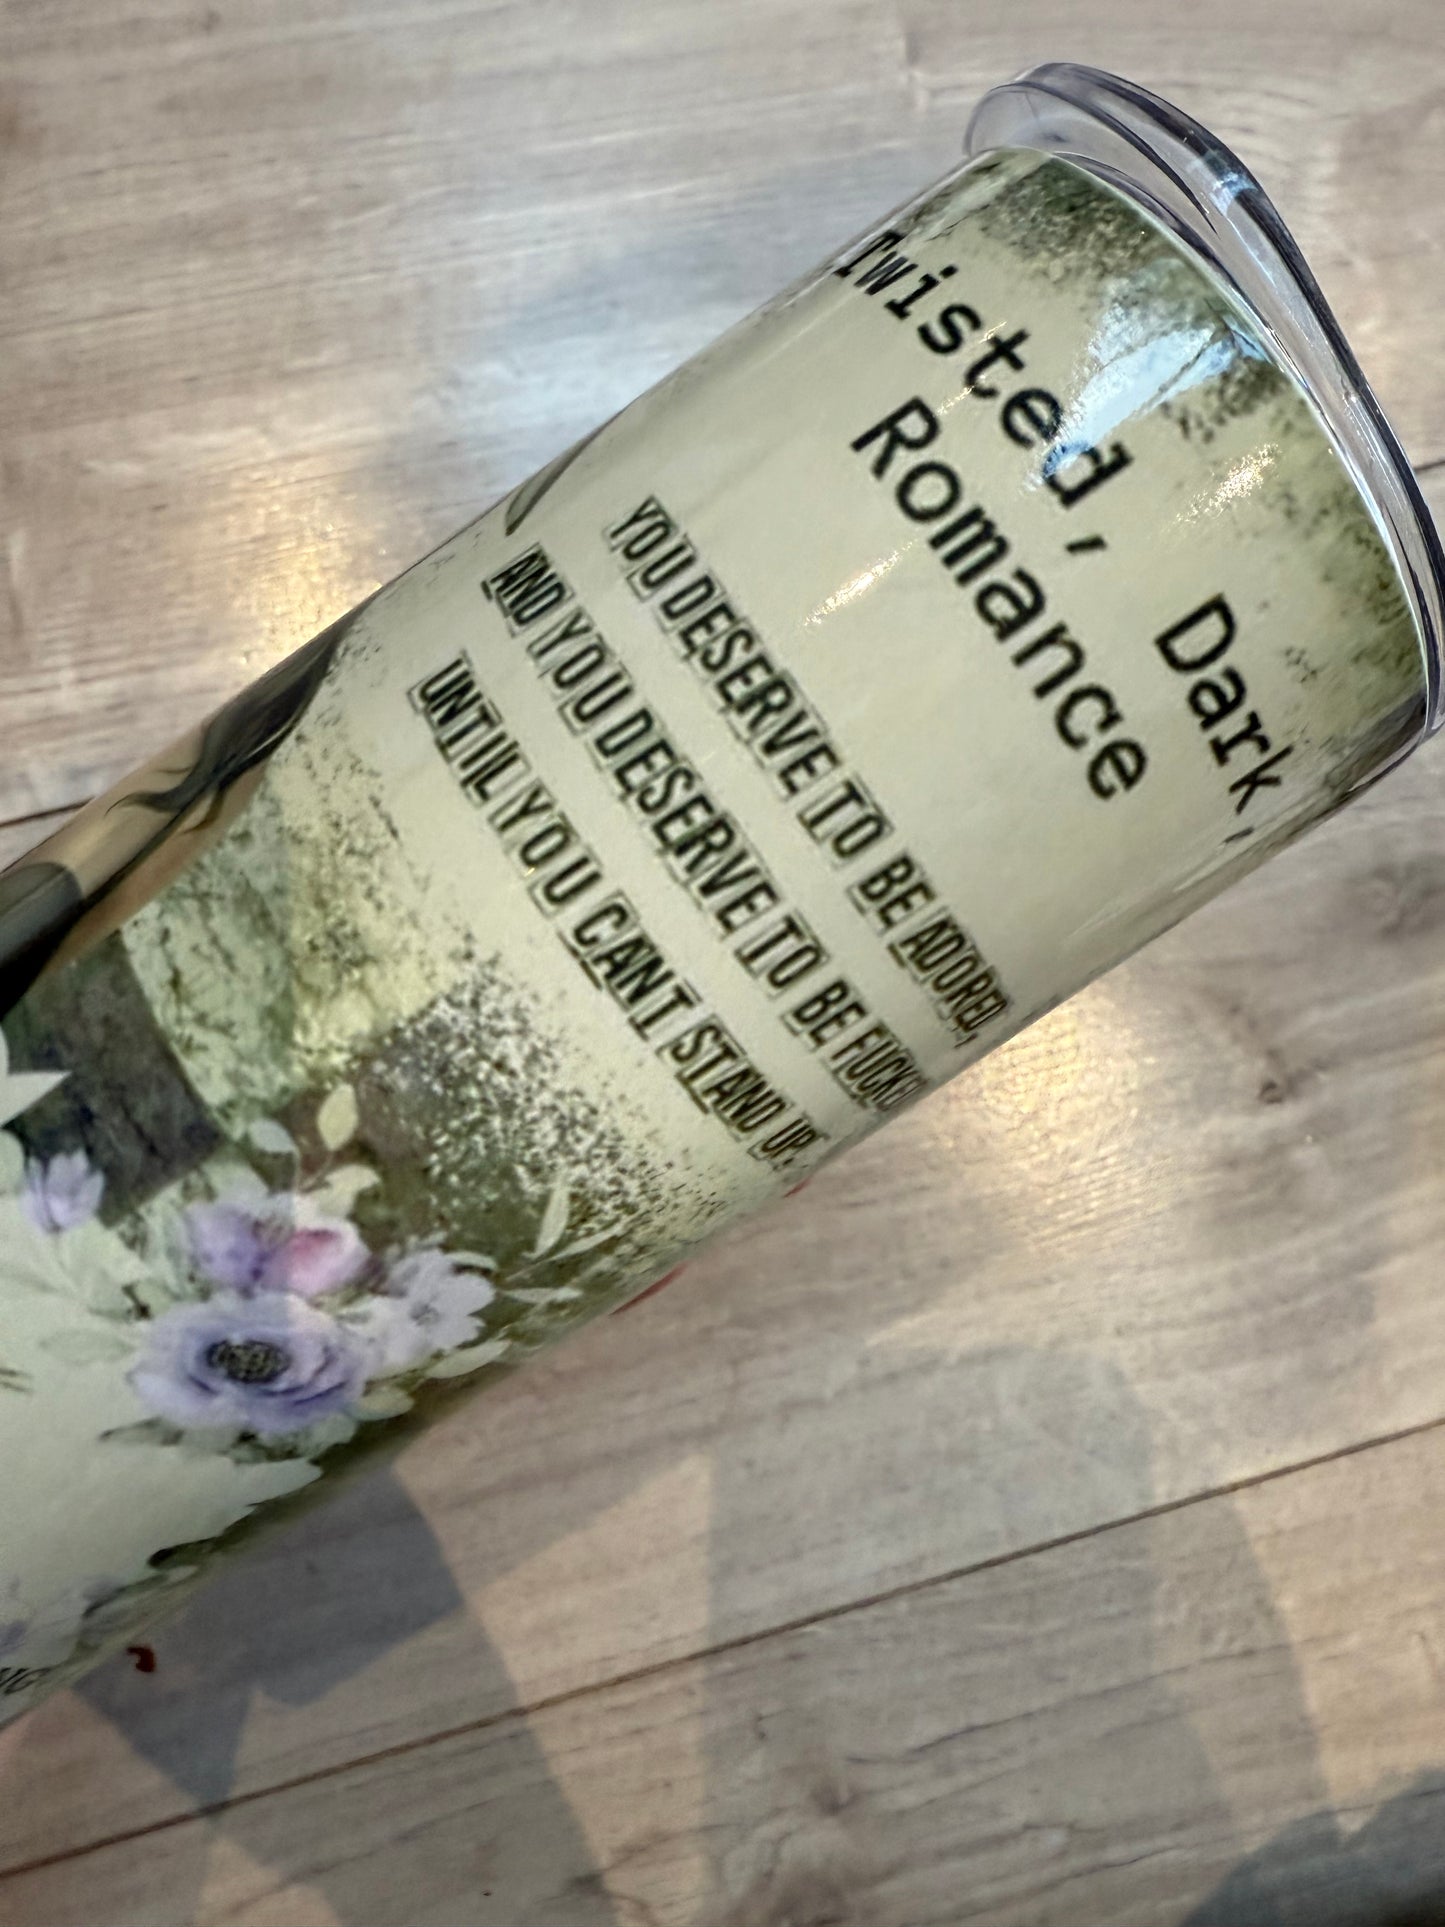 Twisted, Dark,
Romance
YOU DESERVE TO BE ADORED,
AND YOU DESERVE TO BE FUCKED
UNTIL YOU CAN'T STAND UP.